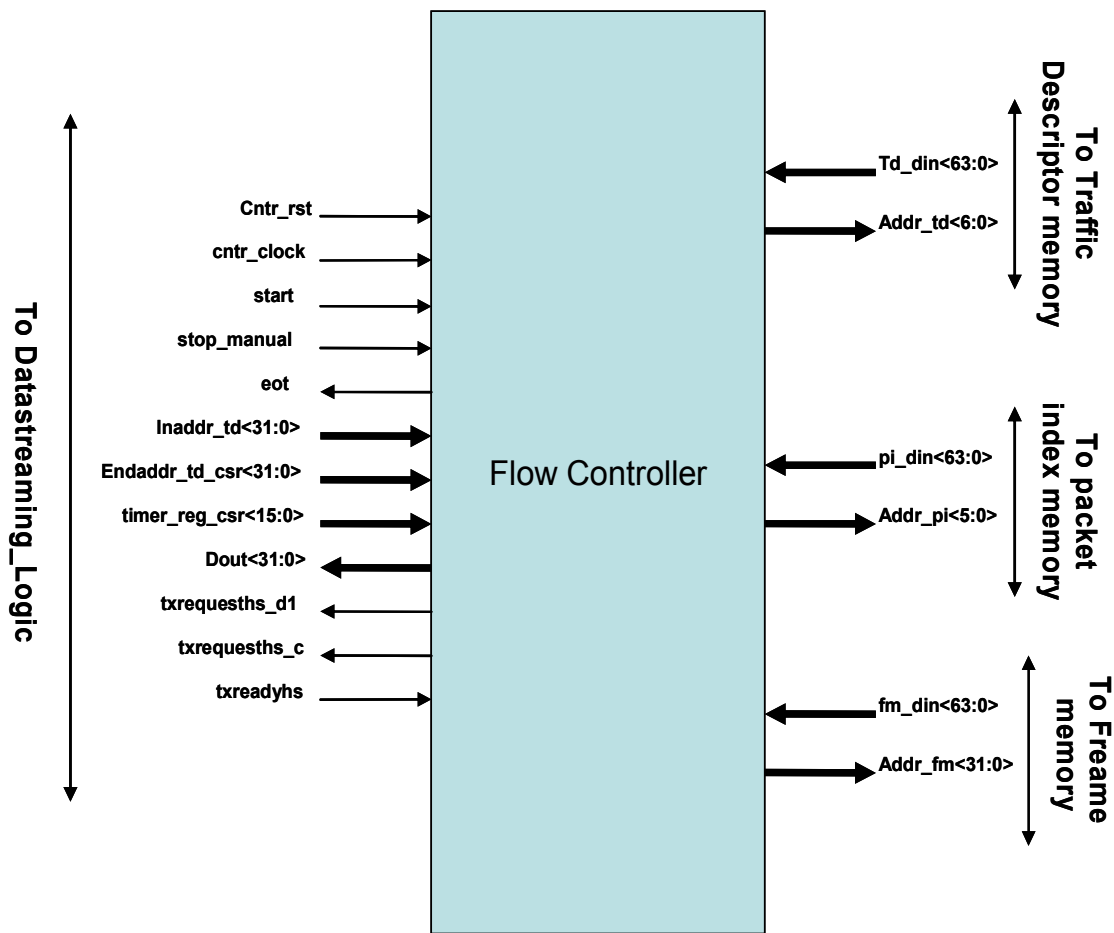 To Datastreaming_Logic
Cntr_rst
cntr_clock
start
stop_manual
eot
Inaddr_td<31:0>
Endaddr_td_csr<31:0>
timer_reg_csr<15:0>
Dout<31:0>
txrequesths_d1
txrequesths_c
txreadyhs
Flow Controller
Td_din<63:0>
Addr_td<6:0>
To Traffic
Descriptor memory
pi_din<63:0>
Addr_pi<5:0>
To packet
index memory
fm_din<63:0>
Addr_fm<31:0>
To Freame
memory